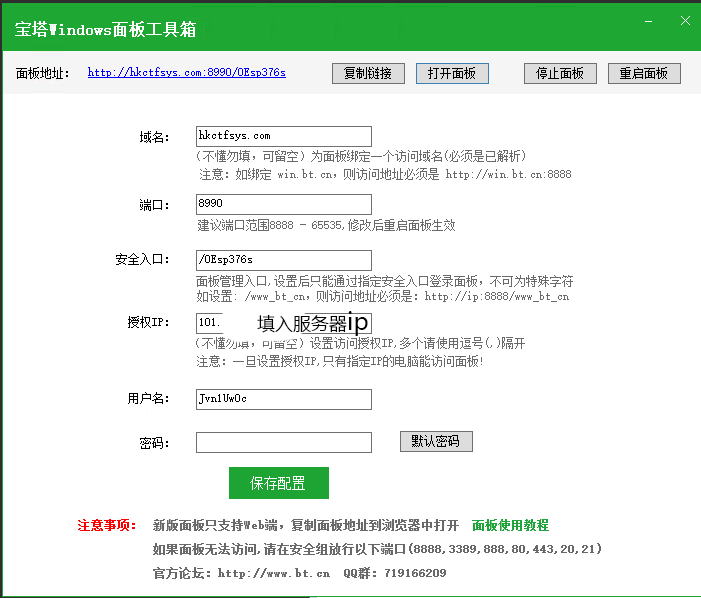 宝塔Windows面板工具箱
面板地址： http://hkctfsys.com:8990/0Esp376s 复制链接 打开面板 停止面板 重启面板
域名： hkctfsys.com
(不懂勿填，可留空) 为面板绑定一个访问域名(必须是已解析)
注意：如绑定 win.bt.cn，则访问地址必须是 http://win.bt.cn:8888
端口： 8990
建议端口范围8888 - 65535,修改后重启面板生效
安全入口： /0Esp376s
面板管理入口,设置后只能通过指定安全入口登录面板，不可为特殊字符
如设置: /www_bt_cn，则访问地址必须是：http://ip:8888/www_bt_cn
授权IP： 101. 填入服务器ip
(不懂勿填，可留空) 设置访问授权IP,多个请使用逗号(,)隔开
注意：一旦设置授权IP,只有指定IP的电脑能访问面板!
用户名： Jvn1Uw0c
密码： 默认密码
保存配置
注意事项： 新版面板只支持Web端，复制面板地址到浏览器中打开 面板使用教程
如果面板无法访问,请在安全组放行以下端口(8888,3389,888,80,443,20,21)
官方论坛：http://www.bt.cn QQ群：719166209